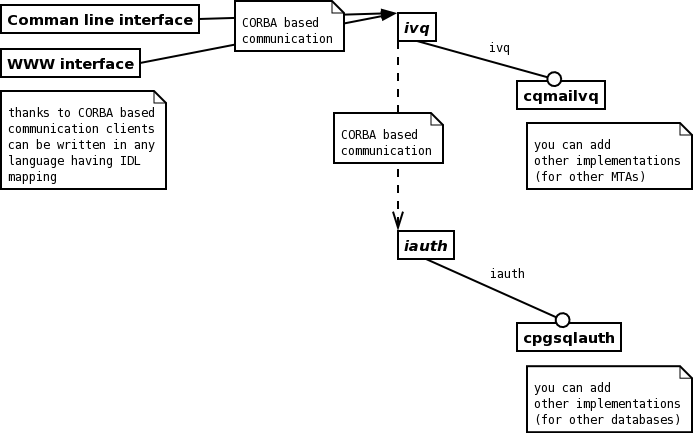 Comman line interface
CORBA based
communication
ivq
ivq
WWW interface
cqmailvq
thanks to CORBA based
communication clients
can be written in any
language having IDL
mapping
CORBA based
communication
you can add
other implementations
(for other MTAs)
iauth
iauth
cpgsqlauth
you can add
other implementations
(for other databases)